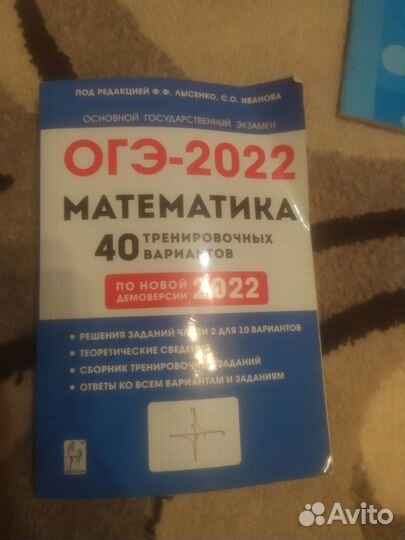 ПОД РЕДАКЦИЕЙ Ф.Ф. ЛЫСЕНКО, С.О. ИВАНОВА
ОСНОВНОЙ ГОСУДАРСТВЕННЫЙ ЭКЗАМЕН
ОГЭ-2022
МАТЕМАТИКА
40 ТРЕНИРОВОЧНЫХ
ВАРИАНТОВ
ПО НОВОЙ
ДЕМОВЕРСИИ 2022
• РЕШЕНИЯ ЗАДАНИЙ ЧАСТИ 2 ДЛЯ 10 ВАРИАНТОВ
• ТЕОРЕТИЧЕСКИЕ СВЕДЕНИЯ
• СБОРНИК ТРЕНИРОВОЧНЫХ ЗАДАНИЙ
• ОТВЕТЫ КО ВСЕМ ВАРИАНТАМ И ЗАДАНИЯМ
ЛЕГИОН
Avito